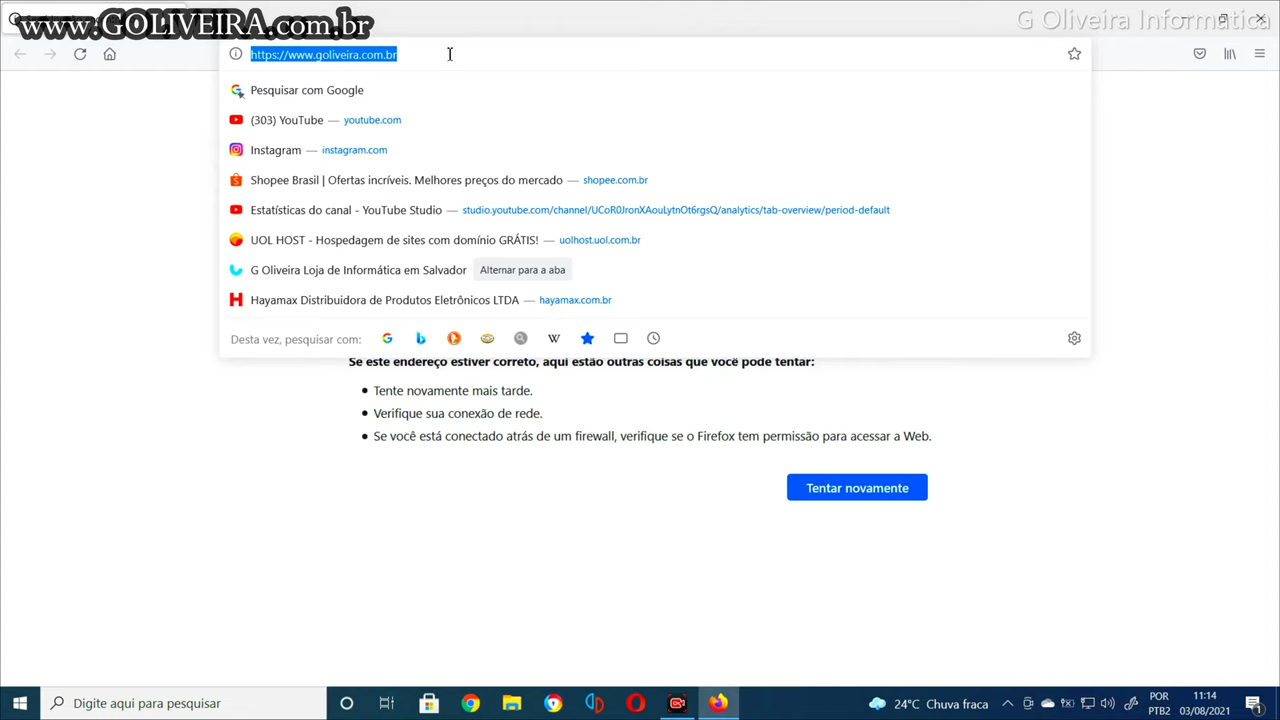 www.GOLIVEIRA.com.br
G Oliveira Informática
https://www.goliveira.com.br
Pesquisar com Google
(303) YouTube — youtube.com
Instagram — instagram.com
Shopee Brasil | Ofertas incríveis. Melhores preços do mercado — shopee.com.br
Estatísticas do canal - YouTube Studio — studio.youtube.com/channel/UCoR0JronXAouLytnOt6rgsQ/analytics/tab-overview/period-default
UOL HOST - Hospedagem de sites com domínio GRÁTIS! — uolhost.uol.com.br
G Oliveira Loja de Informática em Salvador Alternar para a aba
Hayamax Distribuidora de Produtos Eletrônicos LTDA — hayamax.com.br
Desta vez, pesquisar com:
Se este endereço estiver correto, aqui estão outras coisas que você pode tentar:
Tente novamente mais tarde.
Verifique sua conexão de rede.
Se você está conectado atrás de um firewall, verifique se o Firefox tem permissão para acessar a Web.
Tentar novamente
Digite aqui para pesquisar
24°C Chuva fraca
POR
PTB2
11:14
03/08/2021